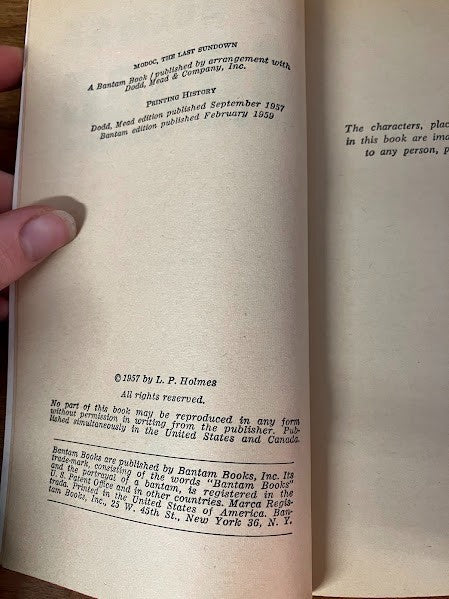 MODOC, THE LAST SUNDOWN
A Bantam Book / published by arrangement with
Dodd, Mead & Company, Inc.
PRINTING HISTORY
Dodd, Mead edition published September 1957
Bantam edition published February 1959
© 1957 by L. P. Holmes
All rights reserved.
No part of this book may be reproduced in any form
without permission in writing from the publisher. Pub-
lished simultaneously in the United States and Canada.
Bantam Books are published by Bantam Books, Inc. Its
trade-mark, consisting of the words "Bantam Books"
and the portrayal of a bantam, is registered in the
U. S. Patent Office and in other countries. Marca Regis-
trada. Printed in the United States of America. Ban-
tam Books, Inc., 25 W. 45th St., New York 36, N. Y.
The characters, plac
in this book are ima
to any person, p